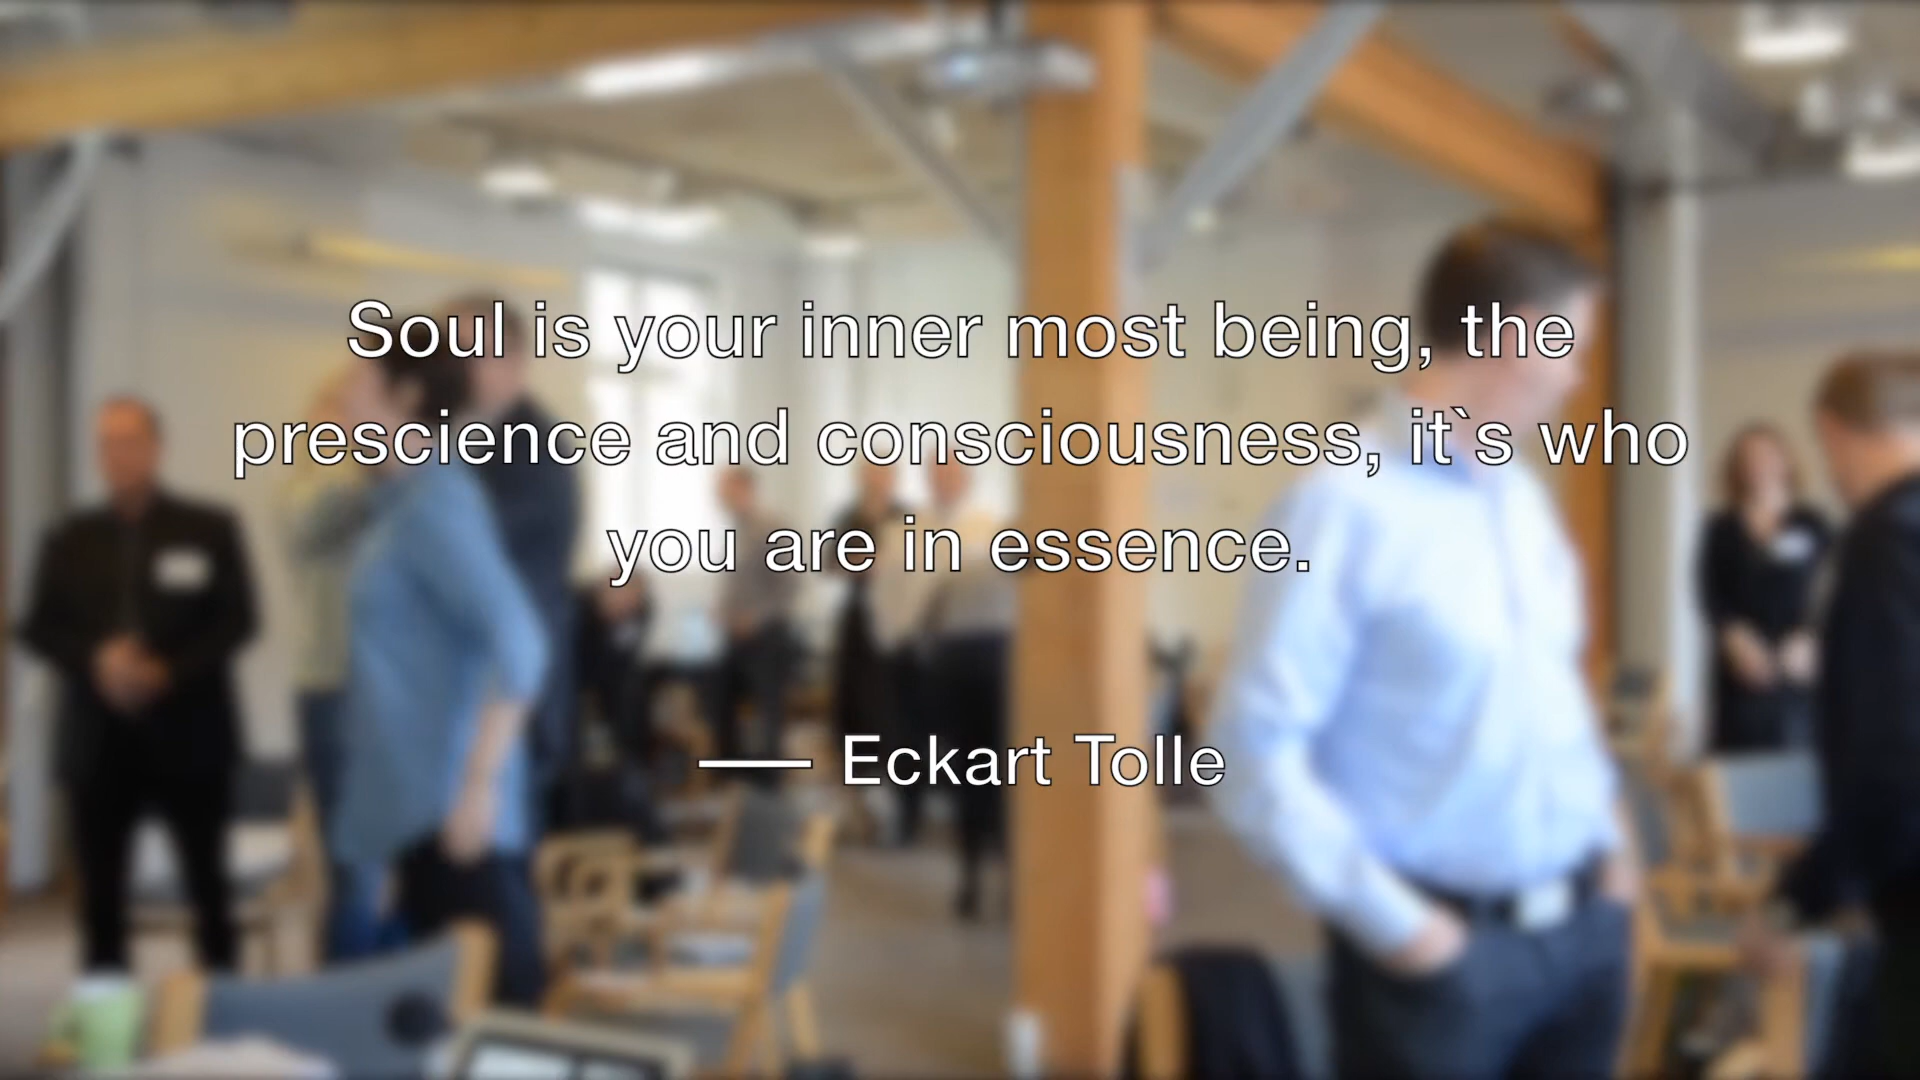 Soul is your inner most being, the
prescience and consciousness, it`s who
you are in essence.
— Eckart Tolle